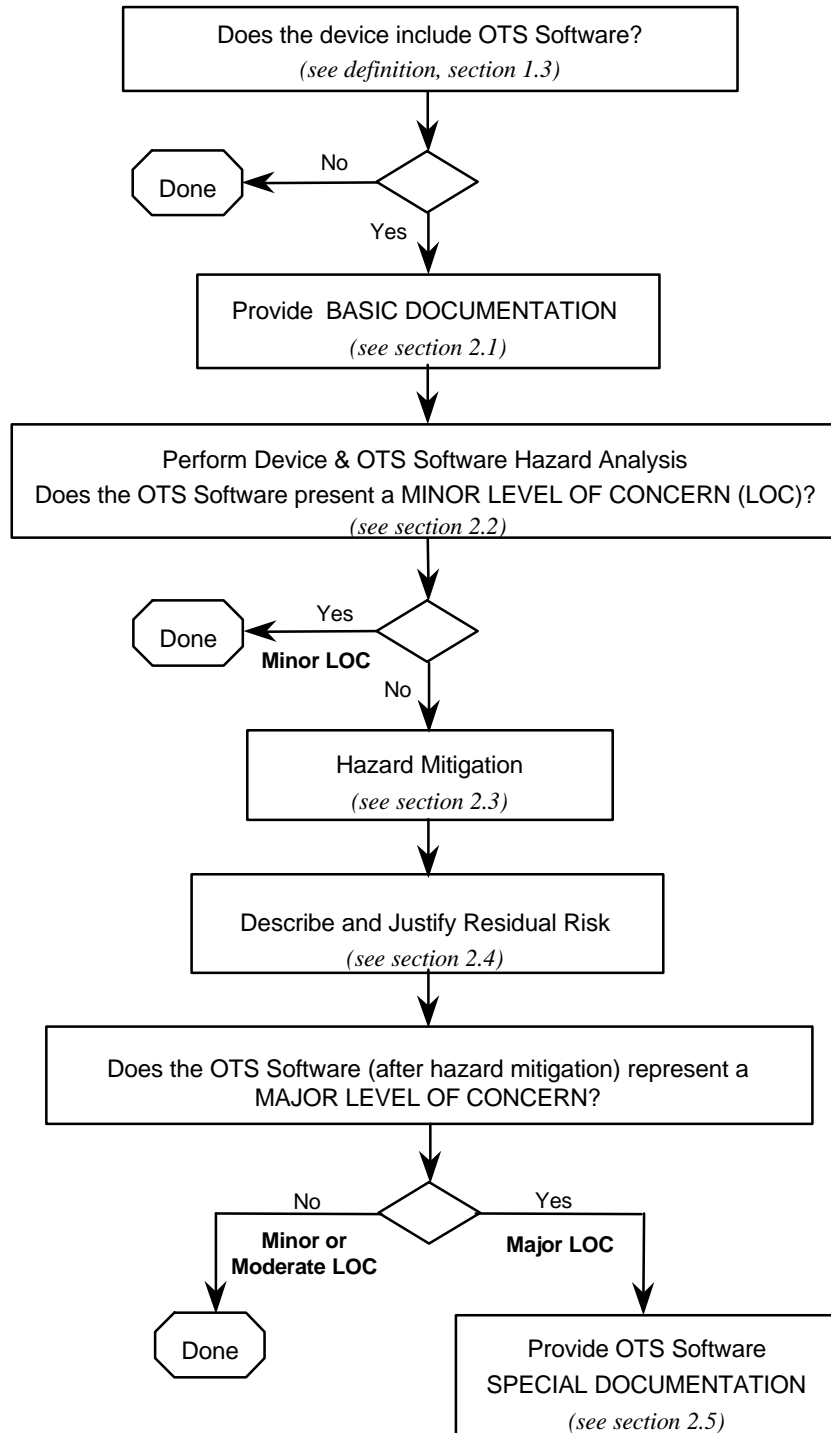 Does the device include OTS Software?
(see definition, section 1.3)
No
Done
Yes
Provide BASIC DOCUMENTATION
(see section 2.1)
Perform Device & OTS Software Hazard Analysis
Does the OTS Software present a MINOR LEVEL OF CONCERN (LOC)?
(see section 2.2)
Yes
Done
Minor LOC
No
Hazard Mitigation
(see section 2.3)
Describe and Justify Residual Risk
(see section 2.4)
Does the OTS Software (after hazard mitigation) represent a
MAJOR LEVEL OF CONCERN?
No
Yes
Minor or
Moderate LOC
Major LOC
Done
Provide OTS Software
SPECIAL DOCUMENTATION
(see section 2.5)